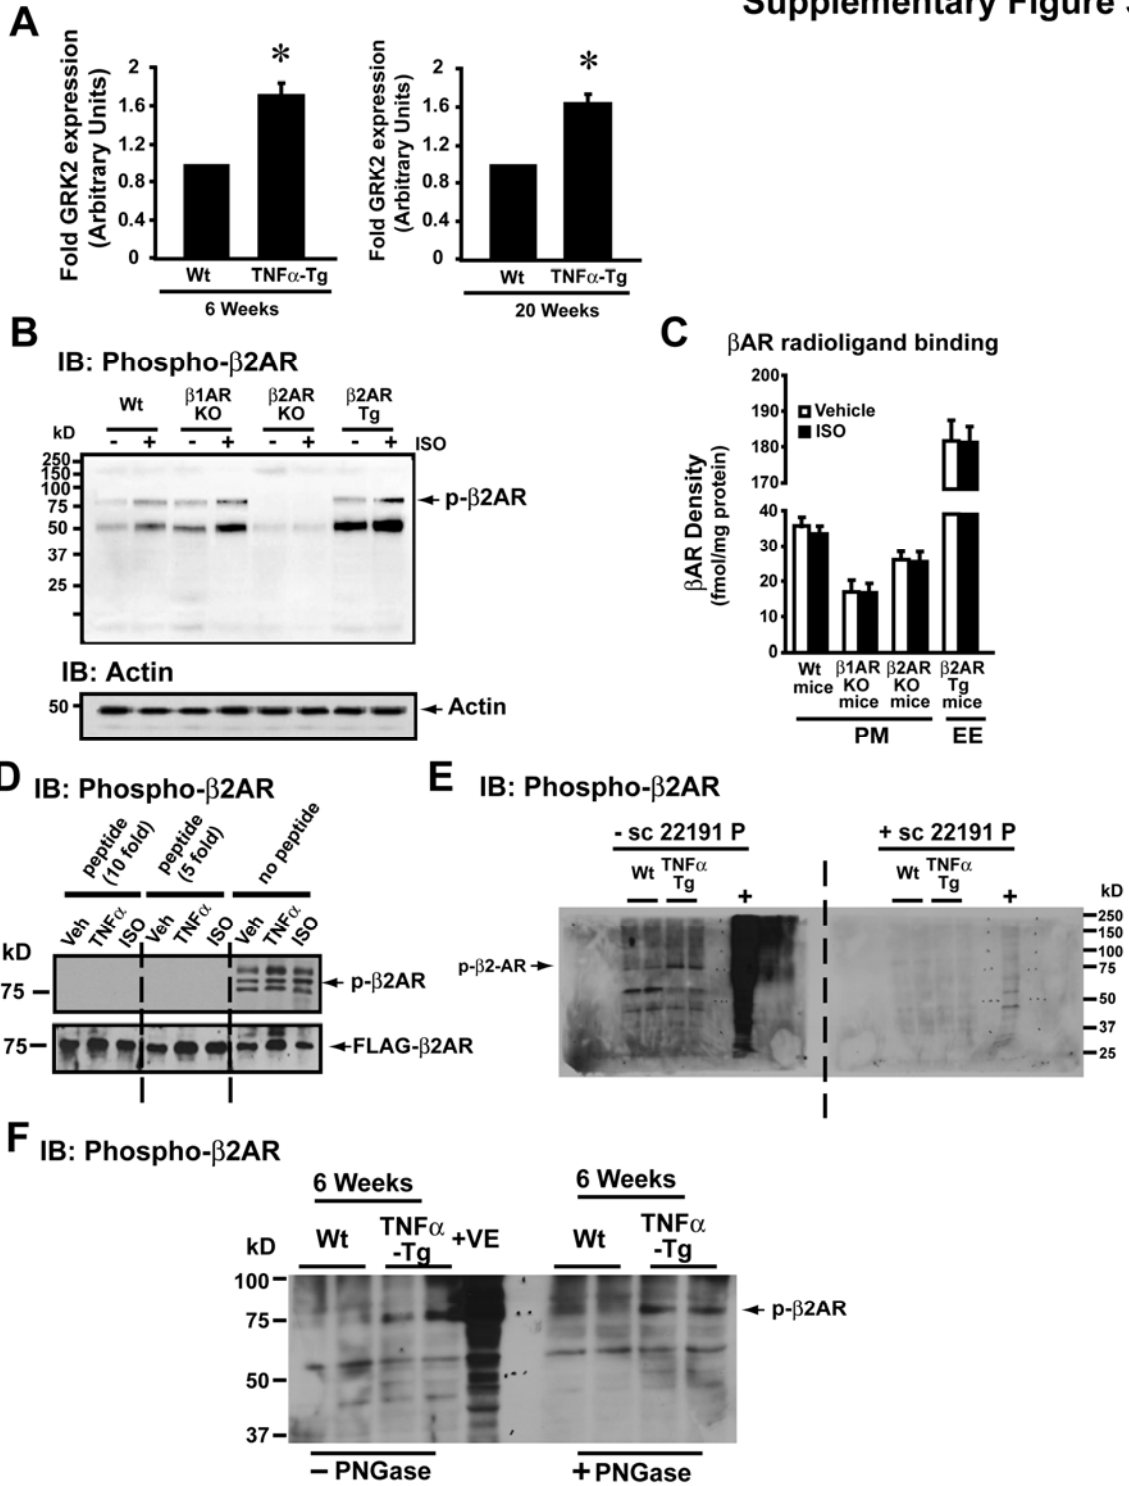 Supplementary Figure
A
Fold GRK2 expression
(Arbitrary Units)
2
1.6
1.2
0.8
0.4
0
*
Wt TNFα-Tg
6 Weeks
Fold GRK2 expression
(Arbitrary Units)
2
1.6
1.2
0.8
0.4
0
*
Wt TNFα-Tg
20 Weeks
B
IB: Phospho-β2AR
Wt β1AR KO β2AR KO β2AR Tg
kD - + - + - + - + ISO
250
150
100
75
50
37
25
p-β2AR
IB: Actin
50
Actin
C
βAR radioligand binding
βAR Density
(fmol/mg protein)
200
190
180
170
40
30
20
10
0
Vehicle
ISO
Wt mice β1AR KO mice β2AR KO mice β2AR Tg mice
PM EE
D
IB: Phospho-β2AR
peptide (10 fold) peptide (5 fold) no peptide
Veh TNFα ISO Veh TNFα ISO Veh TNFα ISO
kD
75
p-β2AR
75
FLAG-β2AR
E
IB: Phospho-β2AR
- sc 22191 P + sc 22191 P
Wt TNFα Tg + Wt TNFα Tg +
kD
p-β2-AR
250
150
100
75
50
37
25
F
IB: Phospho-β2AR
6 Weeks 6 Weeks
kD Wt TNFα -Tg +VE Wt TNFα -Tg
100
75
50
37
p-β2AR
– PNGase + PNGase